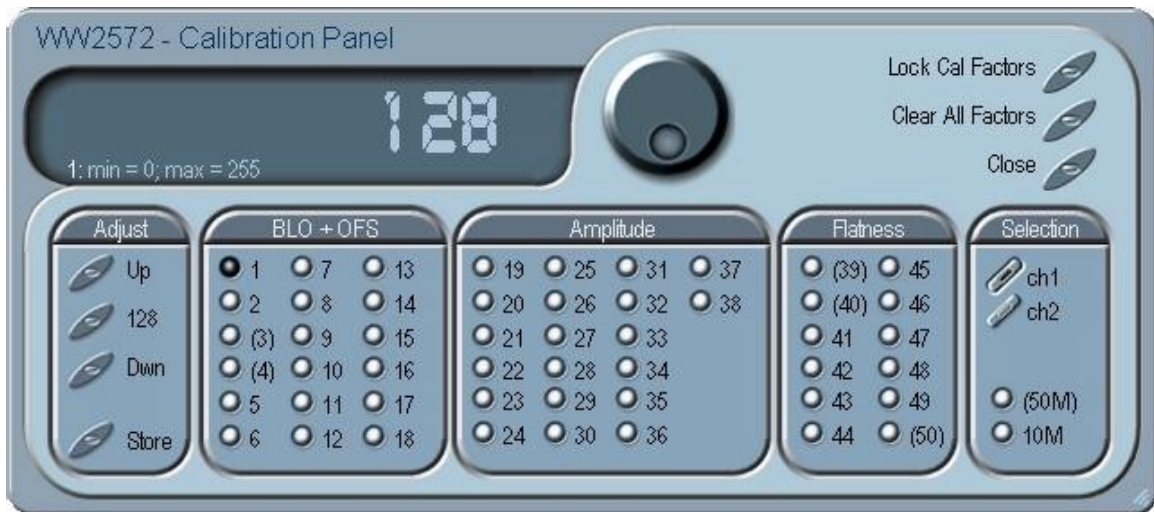 WW2572 - Calibration Panel
128
1: min = 0; max = 255
Lock Cal Factors
Clear All Factors
Close
Adjust
Up
128
Dwn
Store
BLO + OFS
1 7 13
2 8 14
(3) 9 15
(4) 10 16
5 11 17
6 12 18
Amplitude
19 25 31 37
20 26 32 38
21 27 33
22 28 34
23 29 35
24 30 36
Flatness
(39) 45
(40) 46
41 47
42 48
43 49
44 (50)
Selection
ch1
ch2
(50M)
10M